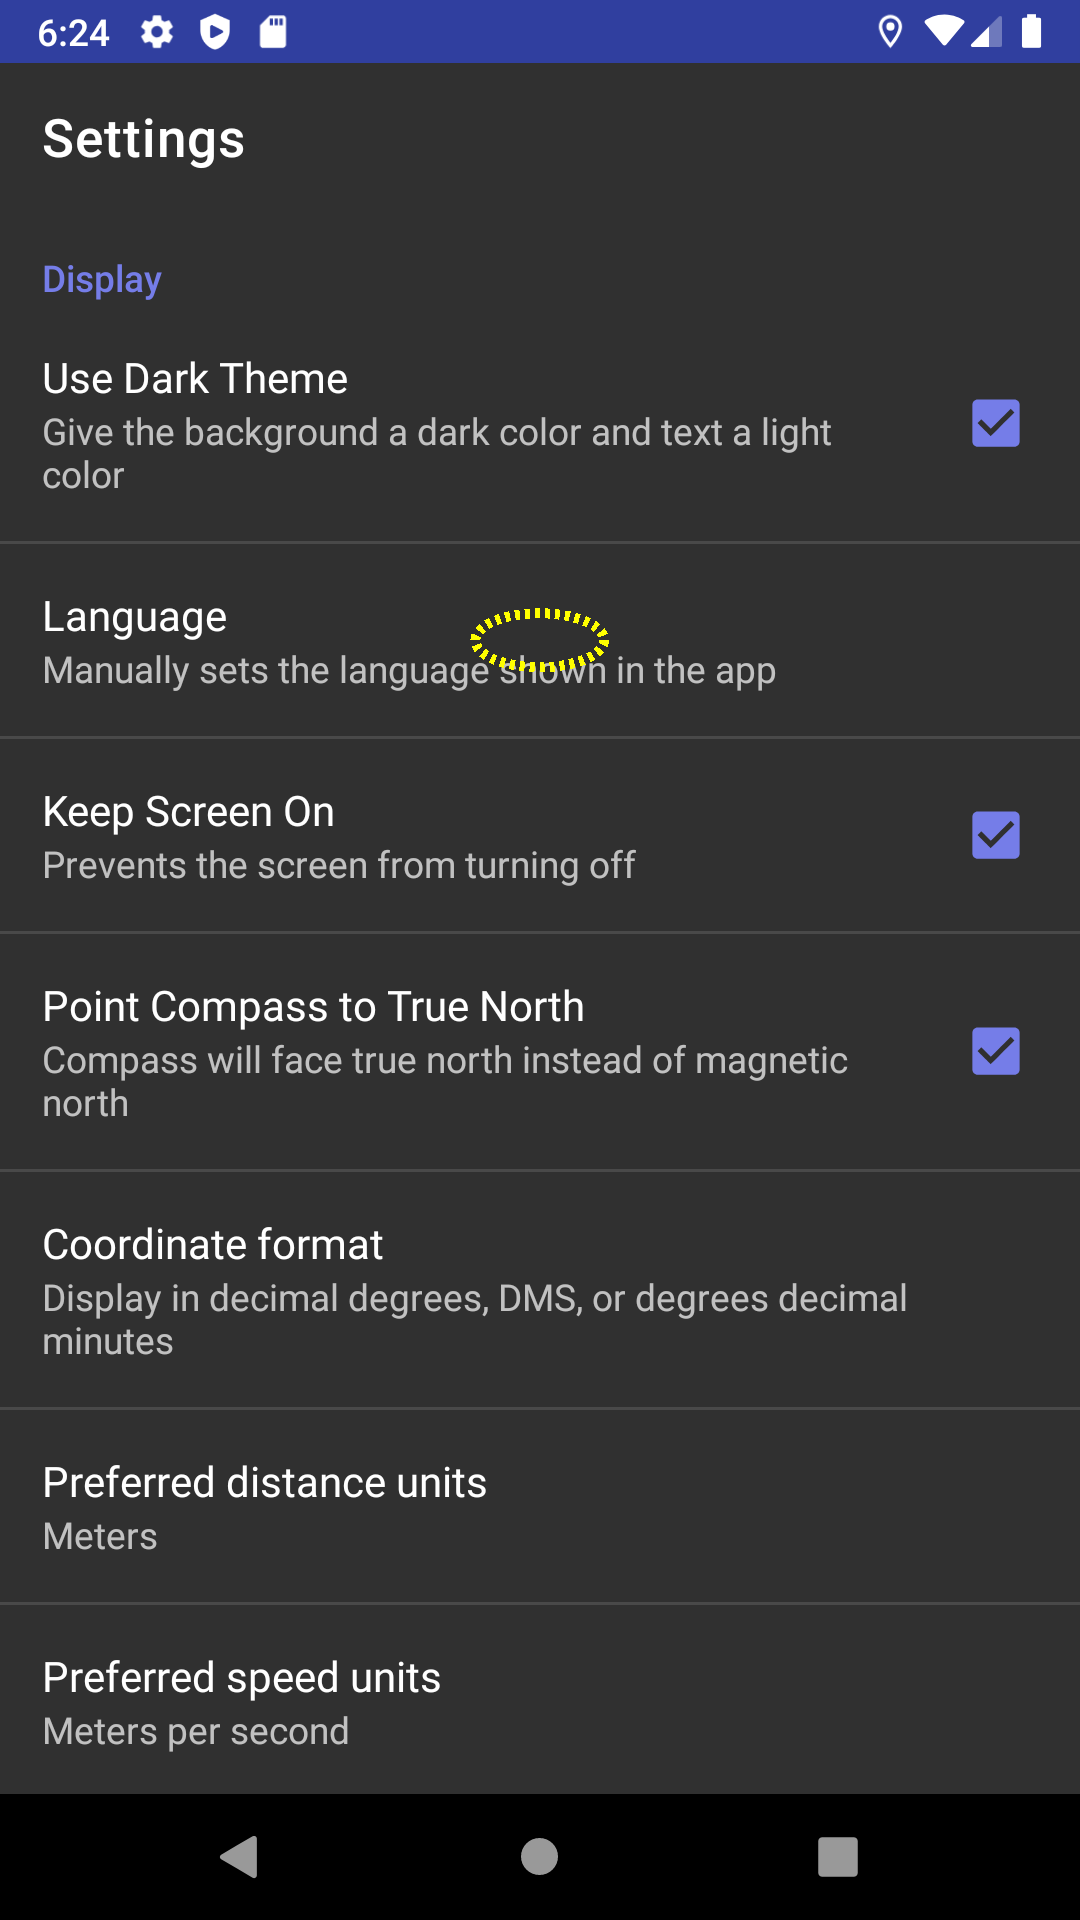 6:24
Settings
Display
Use Dark Theme
Give the background a dark color and text a light
color
Language
Manually sets the language shown in the app
Keep Screen On
Prevents the screen from turning off
Point Compass to True North
Compass will face true north instead of magnetic
north
Coordinate format
Display in decimal degrees, DMS, or degrees decimal
minutes
Preferred distance units
Meters
Preferred speed units
Meters per second